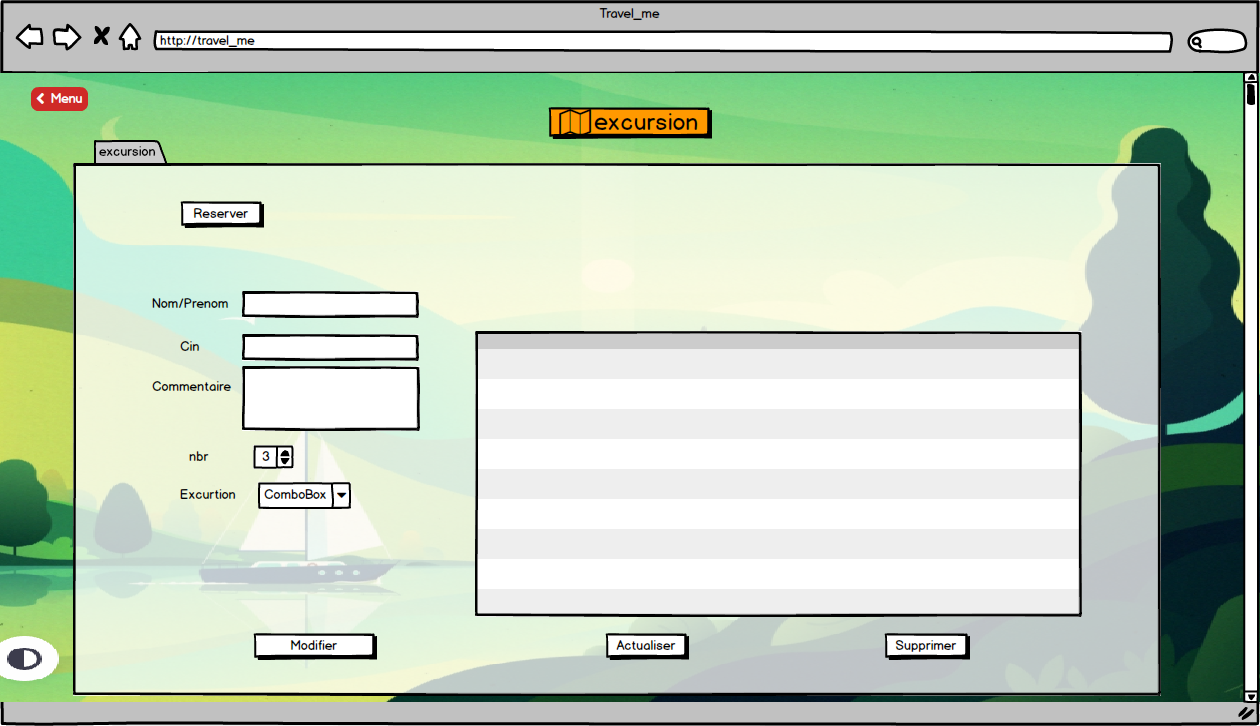 Travel_me
http://travel_me
Menu
excursion
excursion
Reserver
Nom/Prenom
Cin
Commentaire
nbr 3
Excurtion ComboBox
Modifier Actualiser Supprimer